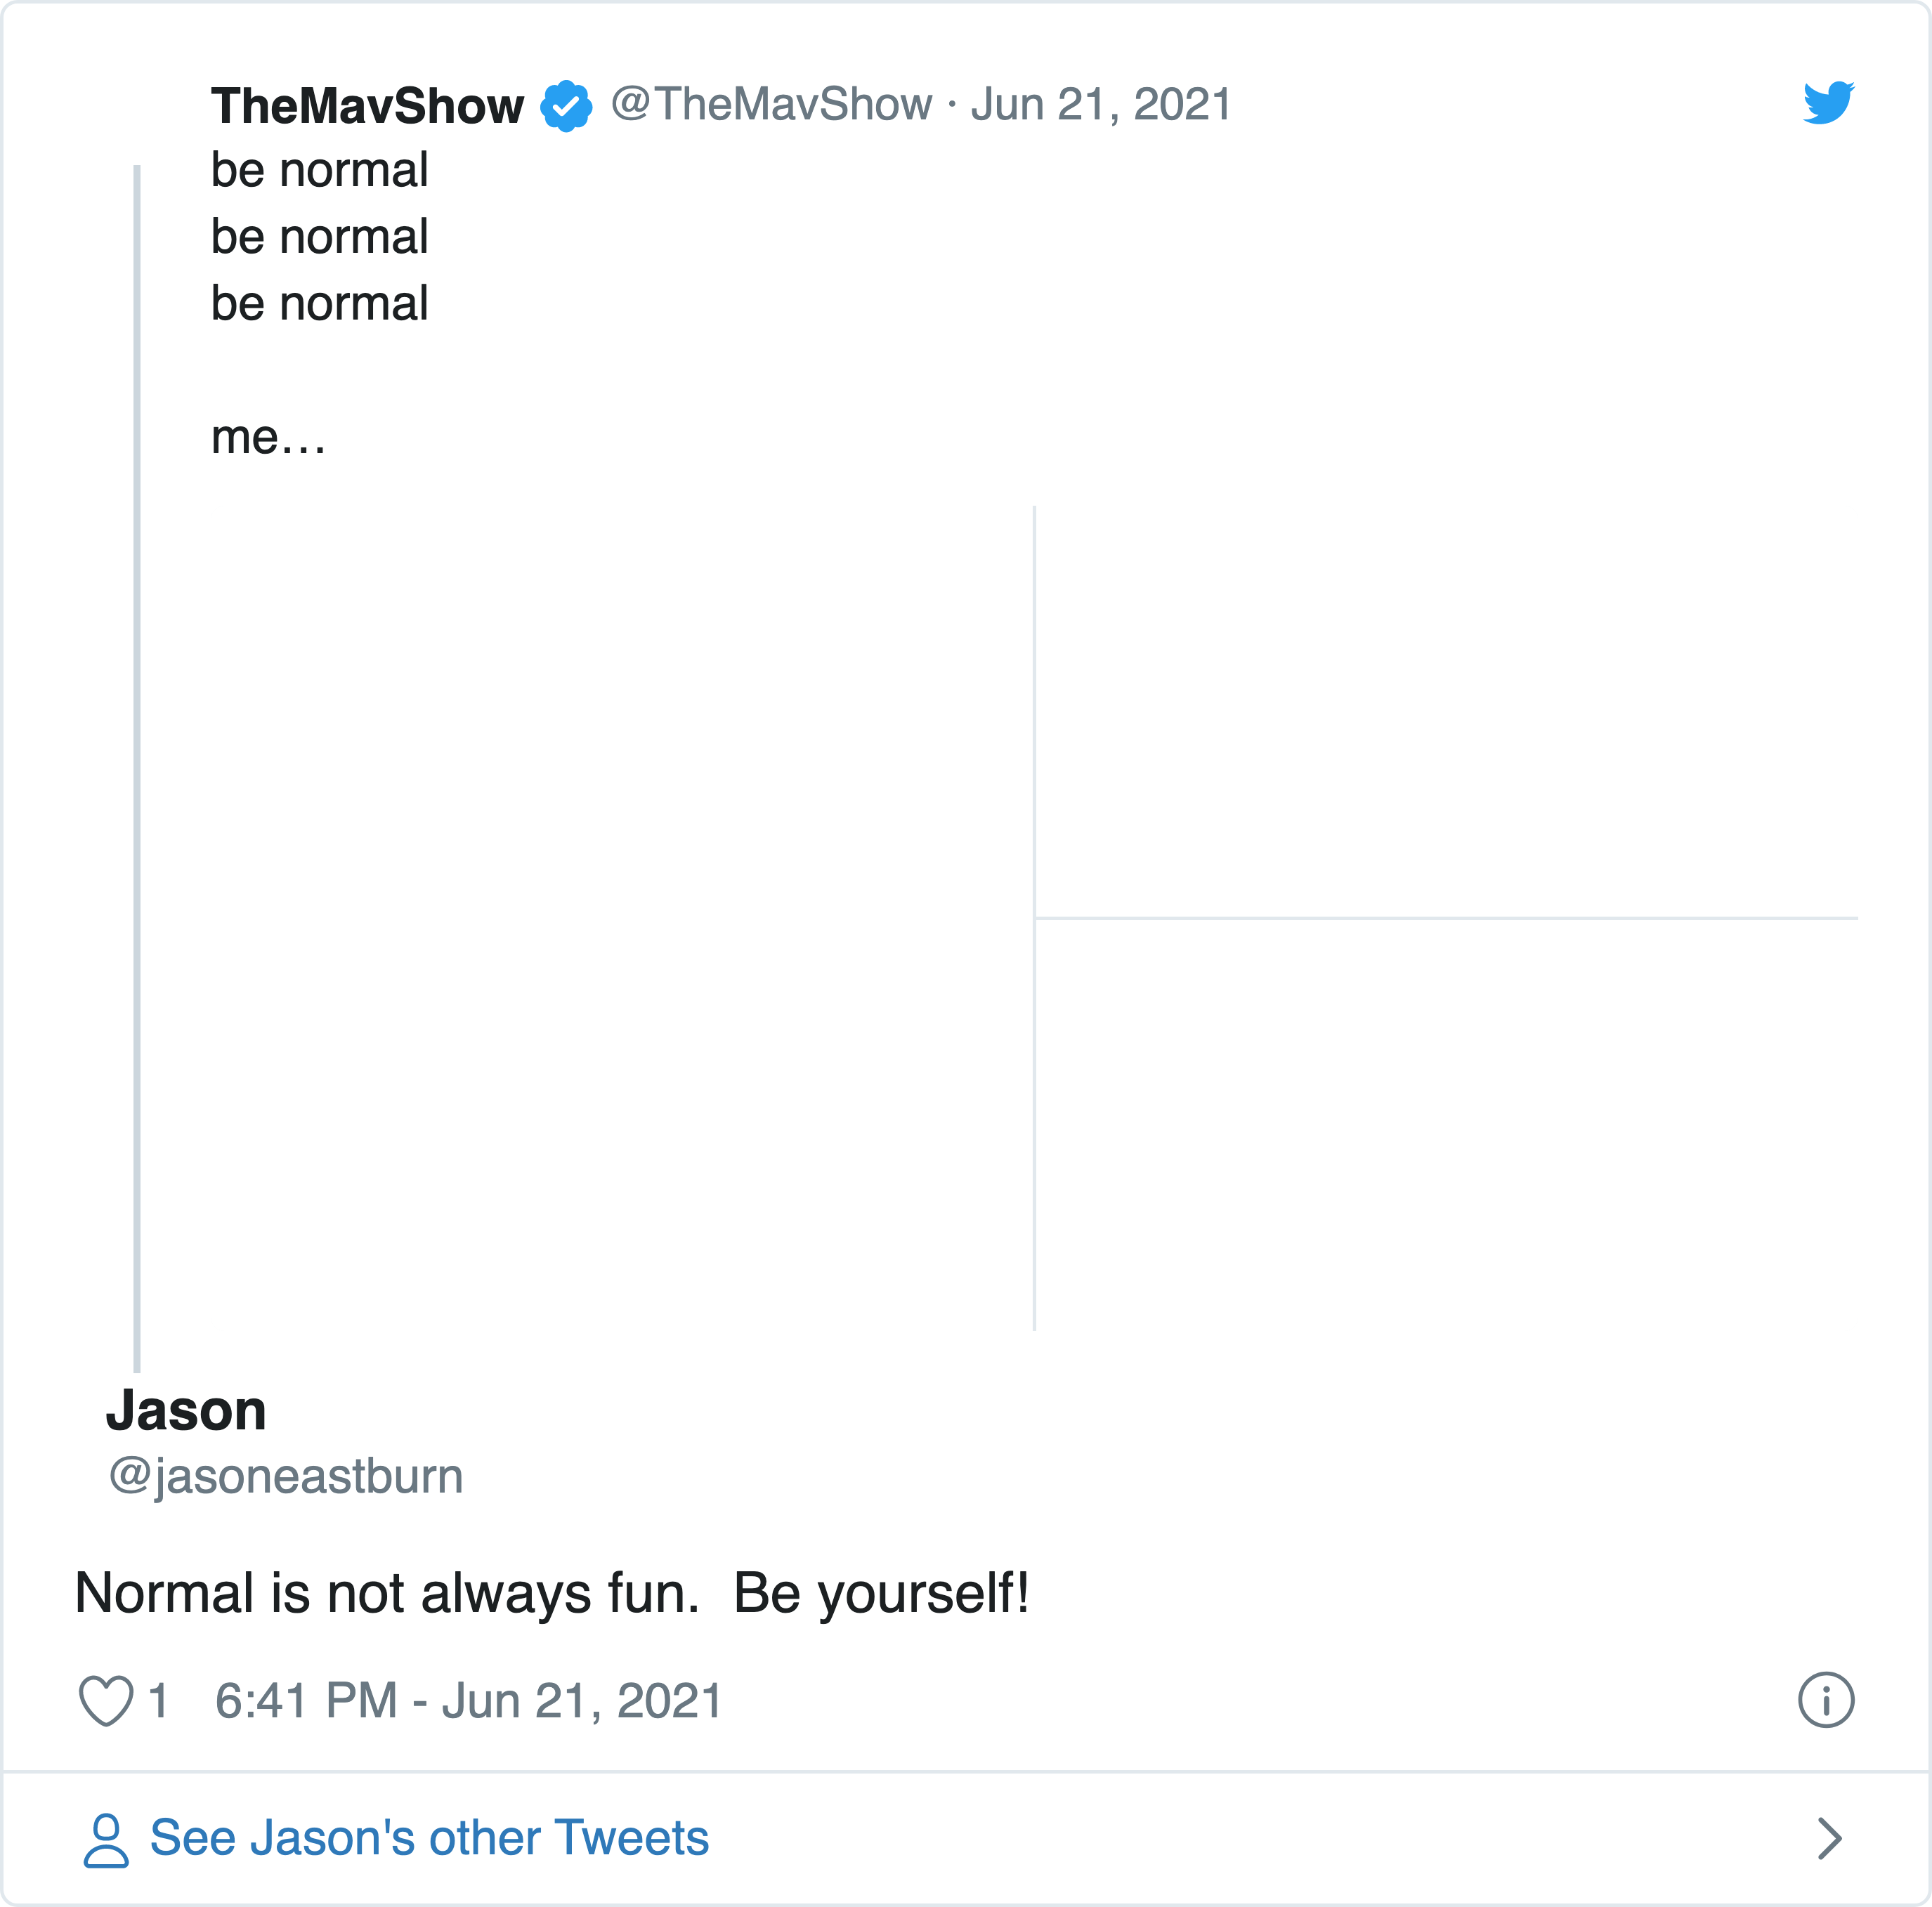 TheMavShow @TheMavShow · Jun 21, 2021
be normal
be normal
be normal
me…
Jason
@jasoneastburn
Normal is not always fun.  Be yourself!
1 6:41 PM - Jun 21, 2021
See Jason's other Tweets